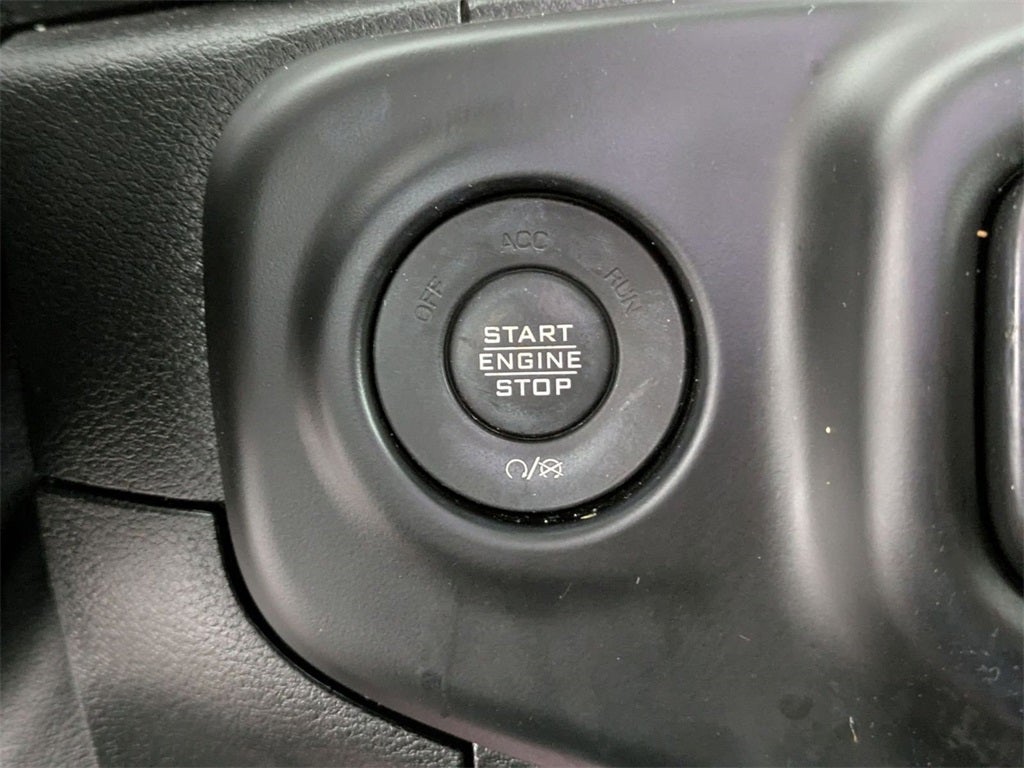 OFF
ACC
RUN
START
ENGINE
STOP